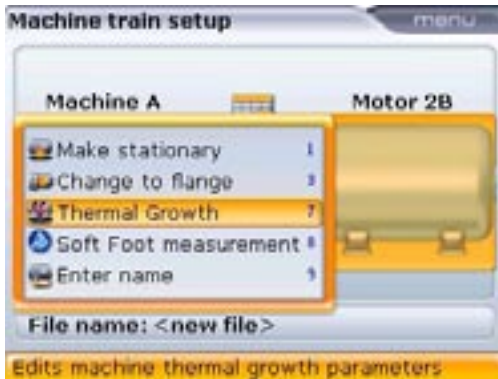 Machine train setup menu
Machine A Motor 2B
Make stationary 1
Change to flange 3
Thermal Growth 7
Soft Foot measurement 8
Enter name 9
File name: <new file>
Edits machine thermal growth parameters